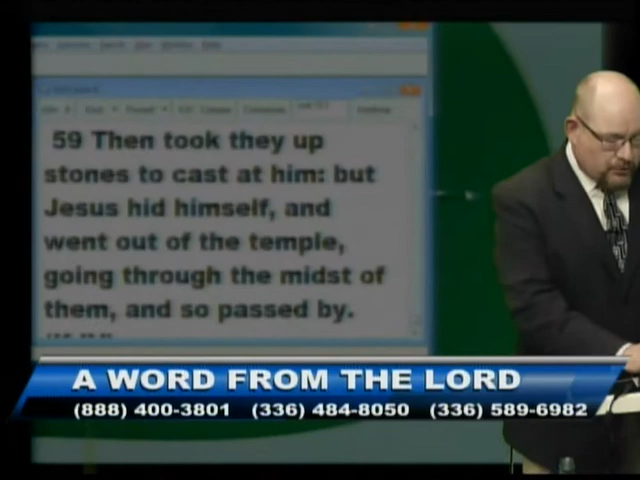 59 Then took they up
stones to cast at him: but
Jesus hid himself, and
went out of the temple,
going through the midst of
them, and so passed by.
A WORD FROM THE LORD
(888) 400-3801 (336) 484-8050 (336) 589-6982